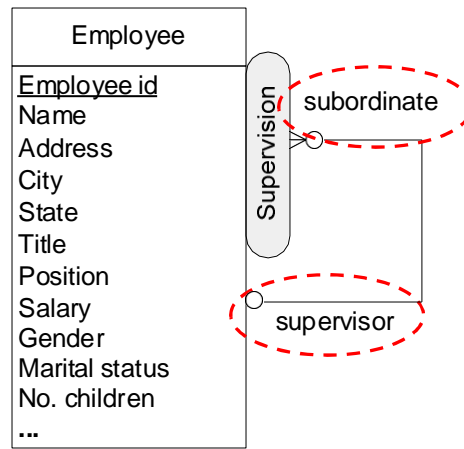 Employee
Employee id
Name
Address
City
State
Title
Position
Salary
Gender
Marital status
No. children
...
Supervision
subordinate
supervisor